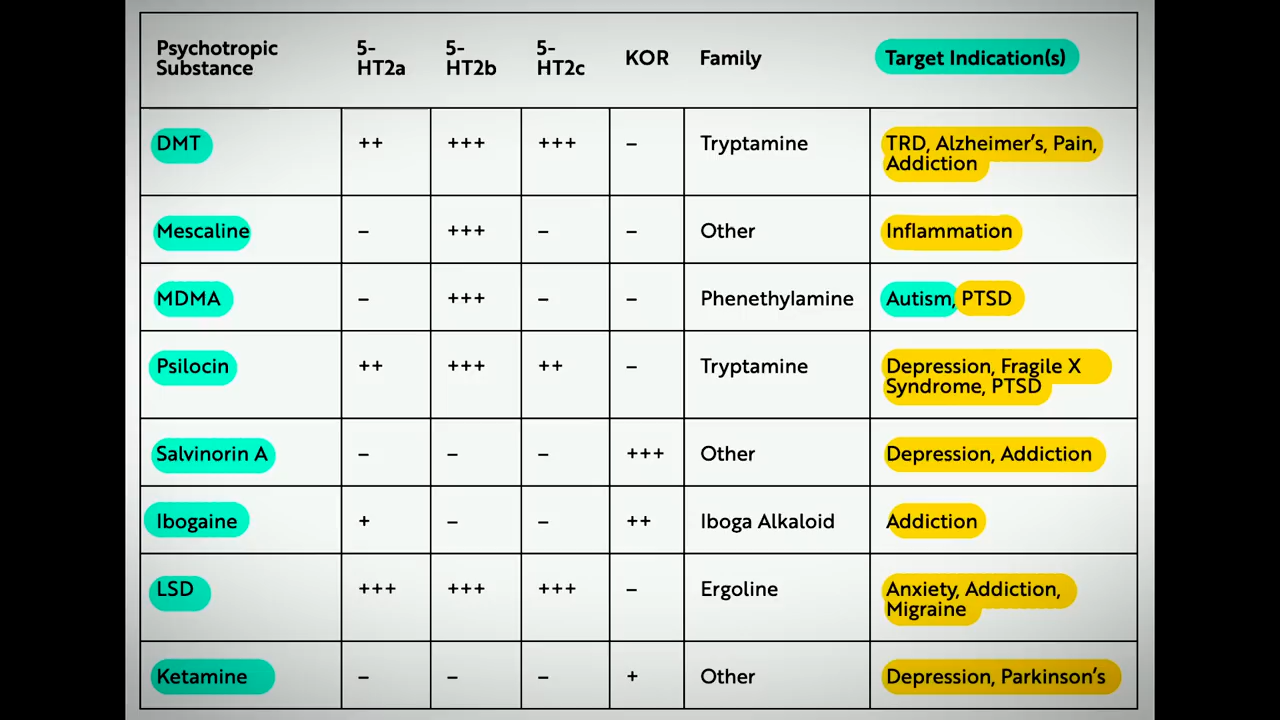 Psychotropic Substance 5-HT2a 5-HT2b 5-HT2c KOR Family Target Indication(s)
DMT ++ +++ +++ – Tryptamine TRD, Alzheimer’s, Pain, Addiction
Mescaline – +++ – – Other Inflammation
MDMA – +++ – – Phenethylamine Autism, PTSD
Psilocin ++ +++ ++ – Tryptamine Depression, Fragile X Syndrome, PTSD
Salvinorin A – – – +++ Other Depression, Addiction
Ibogaine + – – ++ Iboga Alkaloid Addiction
LSD +++ +++ +++ – Ergoline Anxiety, Addiction, Migraine
Ketamine – – – + Other Depression, Parkinson’s